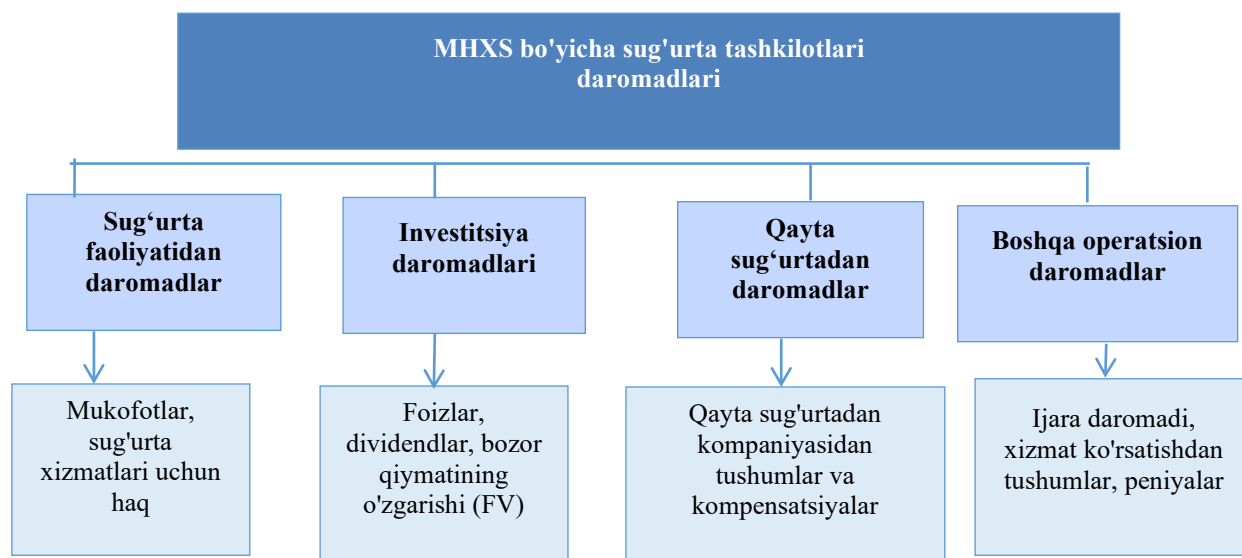 MHXS bo'yicha sug'urta tashkilotlari
daromadlari
Sug‘urta
faoliyatidan
daromadlar
Investitsiya
daromadlari
Qayta
sug‘urtadan
daromadlar
Boshqa operatsion
daromadlar
Mukofotlar,
sug'urta
xizmatlari uchun
haq
Foizlar,
dividendlar, bozor
qiymatining
o'zgarishi (FV)
Qayta sug'urtadan
kompaniyasidan
tushumlar va
kompensatsiyalar
Ijara daromadi,
xizmat ko'rsatishdan
tushumlar, peniyalar